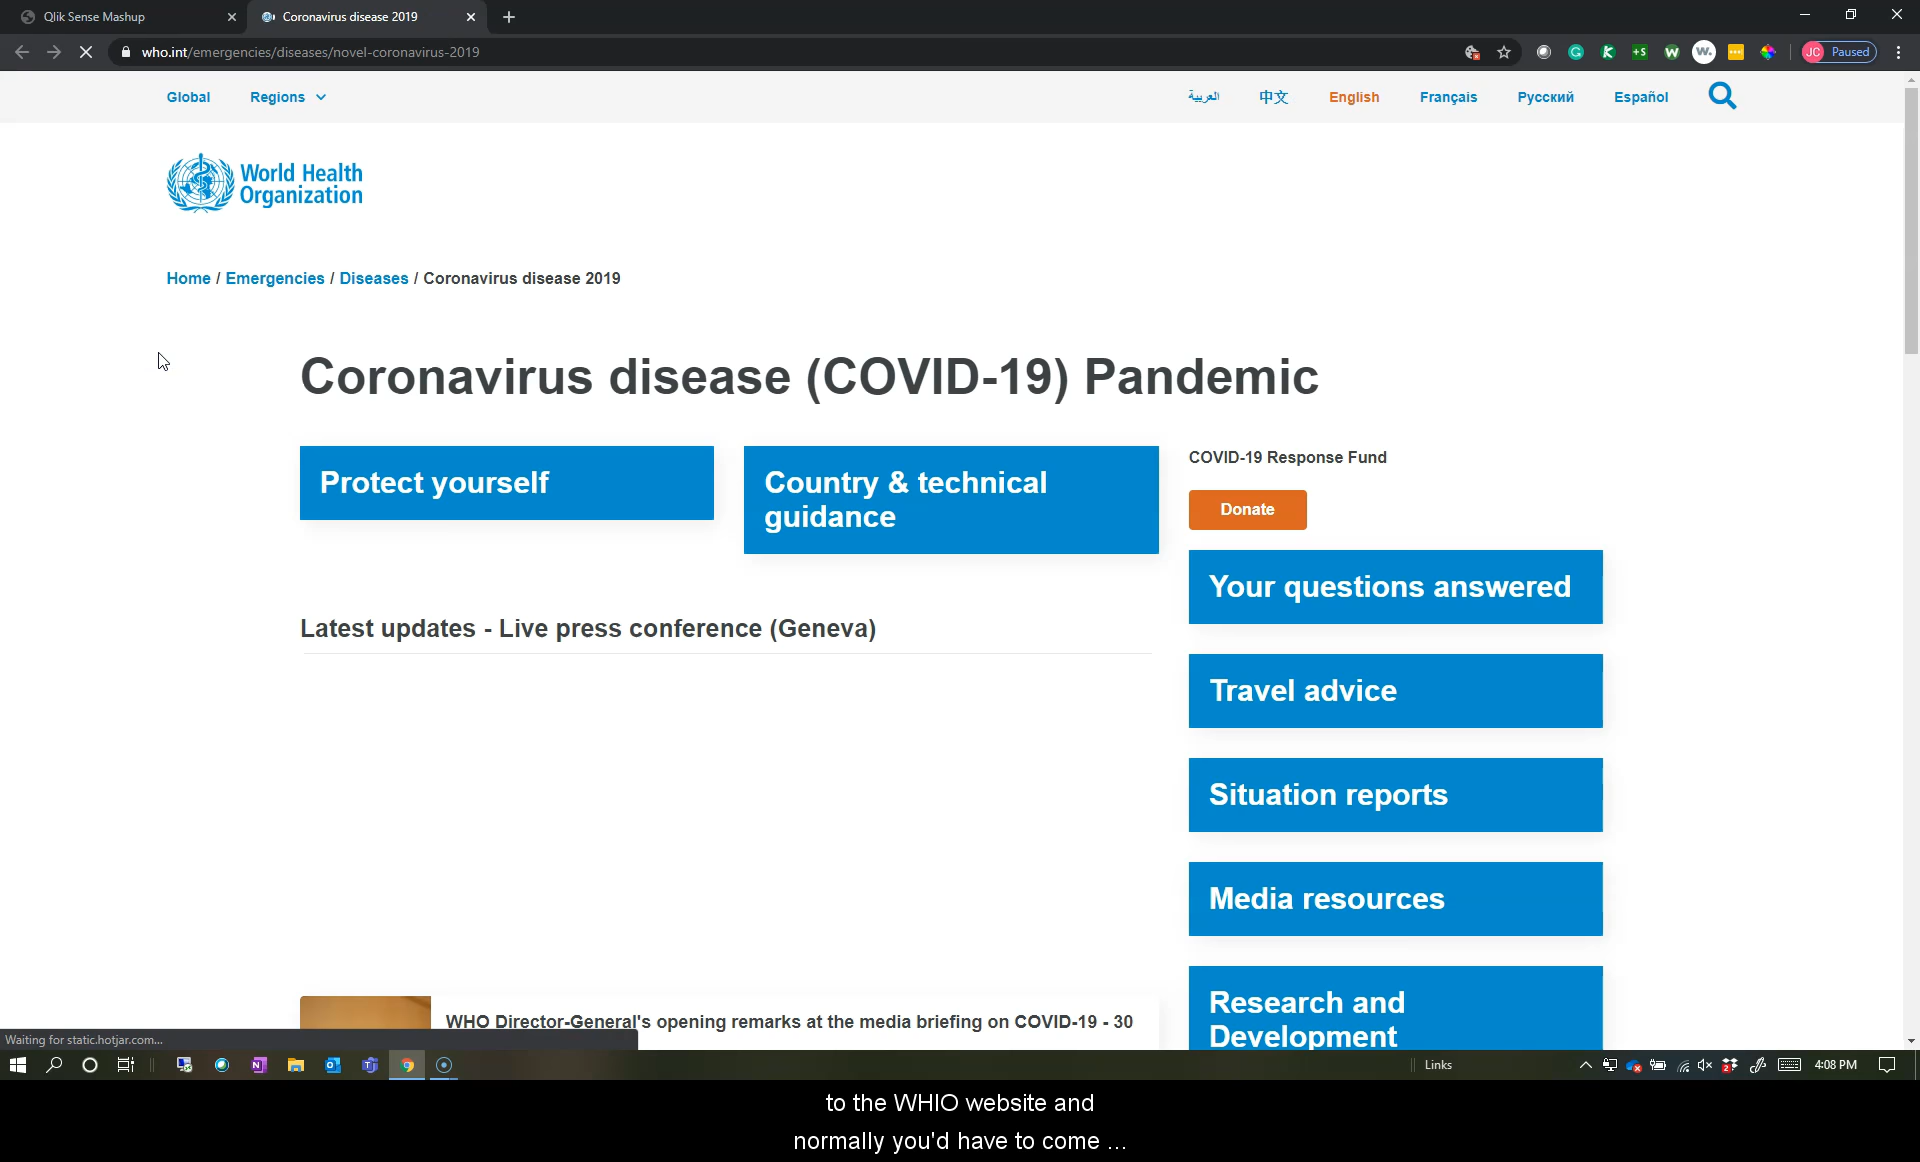 Qlik Sense Mashup
Coronavirus disease 2019
who.int/emergencies/diseases/novel-coronavirus-2019
JC Paused
Global Regions
العربية 中文 English Français Русский Español
World Health
Organization
Home / Emergencies / Diseases / Coronavirus disease 2019
Coronavirus disease (COVID-19) Pandemic
Protect yourself
Country & technical
guidance
COVID-19 Response Fund
Donate
Your questions answered
Latest updates - Live press conference (Geneva)
Travel advice
Situation reports
Media resources
Research and
Development
WHO Director-General's opening remarks at the media briefing on COVID-19 - 30
Waiting for static.hotjar.com...
Links
4:08 PM
to the WHIO website and
normally you'd have to come ...